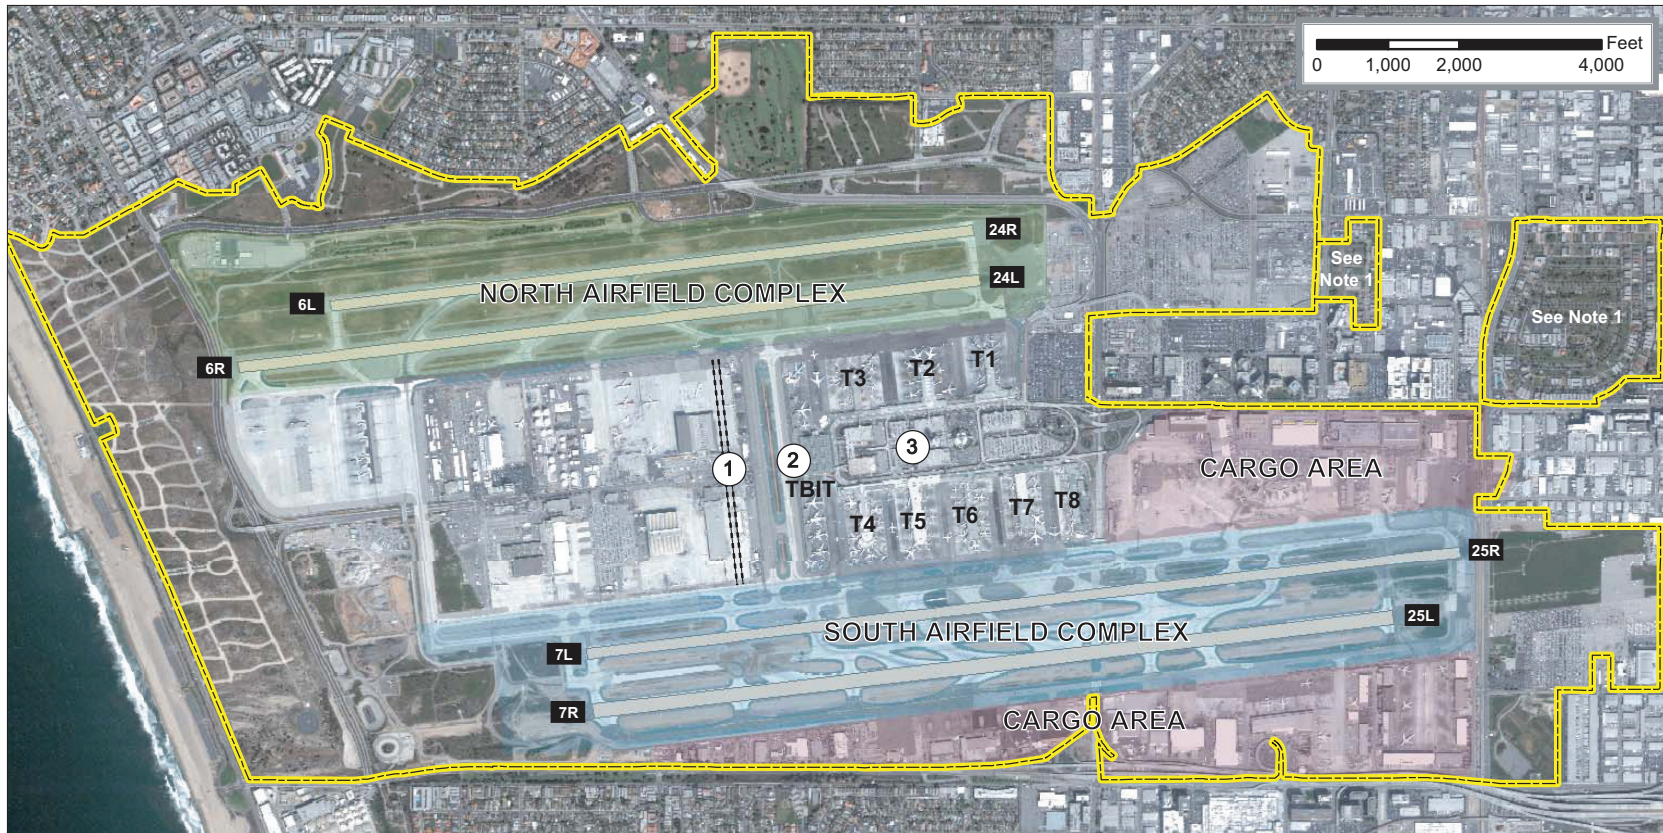 Feet
0 1,000 2,000 4,000
24R
24L
See
Note 1
See Note 1
NORTH AIRFIELD COMPLEX
6L
6R
T3
T2
T1
1
2
3
TBIT
CARGO AREA
T4
T5
T6
T7
T8
25R
25L
SOUTH AIRFIELD COMPLEX
7L
7R
CARGO AREA